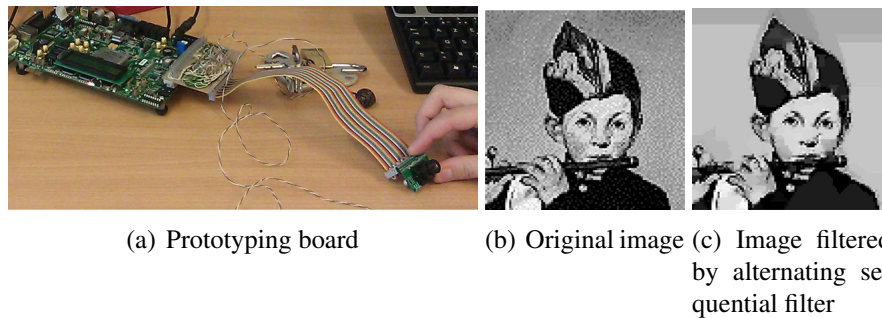 (a) Prototyping board
(b) Original image
(c) Image filtered
by alternating se-
quential filter